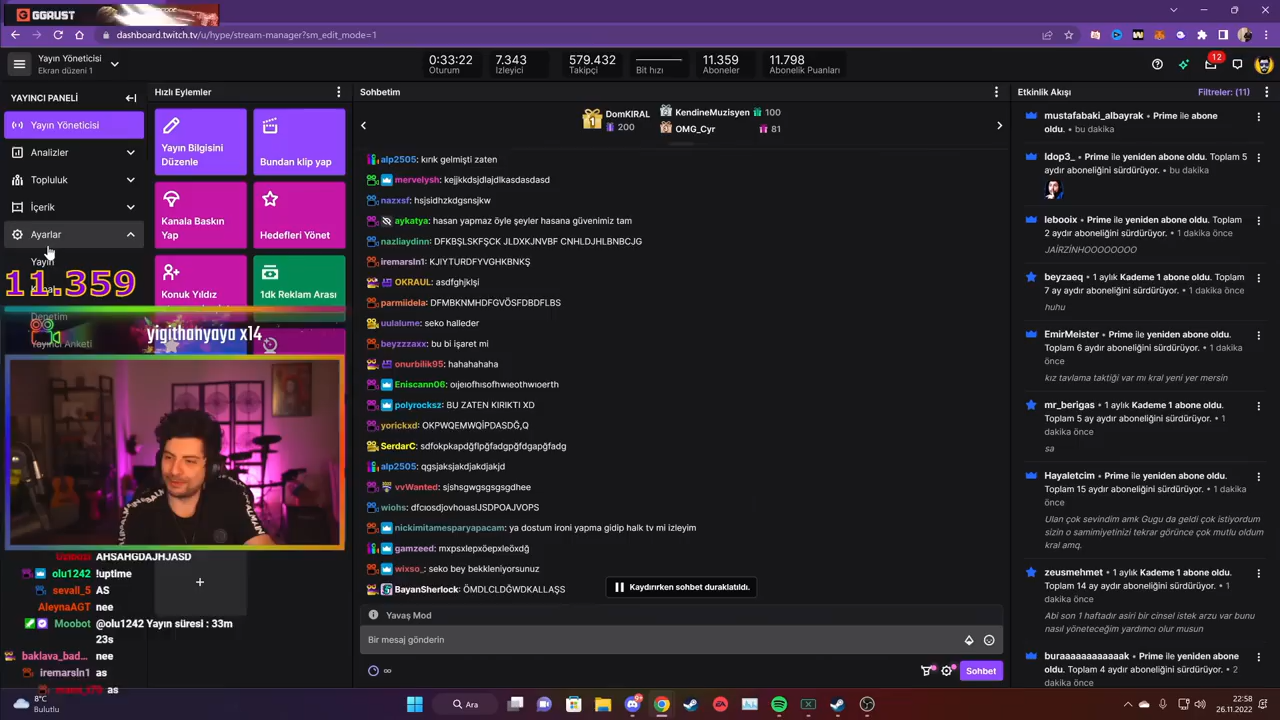 GGRUST
dashboard.twitch.tv/u/hype/stream-manager?sm_edit_mode=1
Yayın Yöneticisi
Ekran düzeni 1
0:33:22
Oturum
7.343
İzleyici
579.432
Takipçi
Bit hızı
11.359
Aboneler
11.798
Abonelik Puanları
12
YAYINCI PANELİ
Yayın Yöneticisi
Analizler
Topluluk
İçerik
Ayarlar
Yayın
11.359
Denetim
Yayıncı Anketi
yigithahyaya x14
Hızlı Eylemler
Yayın Bilgisini
Düzenle
Bundan klip yap
Kanala Baskın
Yap
Hedefleri Yönet
Konuk Yıldız
1dk Reklam Arası
AHSAHGDAJHJASD
olu1242 !uptime
sevall_5 AS
AleynaAGT nee
Moobot @olu1242 Yayın süresi : 33m
23s
baklava_bad... nee
iremarsln1 as
as
Sohbetim
1
DomKIRAL
200
2 KendineMuzisyen 100
3 OMG_Cyr 81
alp2505: kırık gelmişti zaten
mervelysh: kejjkkdsjdlajdlkasdasdasd
nazxsf: hsjsidhzkdgsnsjkw
aykatya: hasan yapmaz öyle şeyler hasana güvenimiz tam
nazliaydinn: DFKBŞLSKFŞCK JLDXKJNVBF CNHLDJHLBNBCJG
iremarsln1: KJIYTURDFYVGHKBNKŞ
OKRAUL: asdfghjklşi
parmiidela: DFMBKNMHDFGVÖSFDBDFLBS
uulalume: seko halleder
beyzzzaxx: bu bi işaret mi
onurbilik95: hahahahaha
Eniscann06: oıjeıofhısofhwıeothwıoerth
polyrocksz: BU ZATEN KIRIKTI XD
yorickxd: OKPWQEMWQİPDASDĞ,Q
SerdarC: sdfokpkapdğflpğfadgpğfdgapğfadg
alp2505: qgsjaksjakdjakdjakjd
vvWanted: sjshsgwgsgsgsgdhee
wiohs: dfcıosdjovhoıaslJSDPOAJVOPS
nickimitamesparyapacam: ya dostum ironi yapma gidip halk tv mi izleyim
gamzeed: mxpsxlepxöepxleöxdğ
wixso_: seko bey bekkleniyorsunuz
BayanSherlock: ÖMDLCLDĞWDKALLAŞS
Kaydırırken sohbet duraklatıldı.
Yavaş Mod
Bir mesaj gönderin
Sohbet
Etkinlik Akışı
Filtreler: (11)
mustafabaki_albayrak • Prime ile abone
oldu. • bu dakika
ldop3_ • Prime ile yeniden abone oldu. Toplam 5
aydır aboneliğini sürdürüyor. • bu dakika
lebooix • Prime ile yeniden abone oldu. Toplam
2 aydır aboneliğini sürdürüyor. • 1 dakika önce
JAİRZİNHOOOOOOO
beyzaeq • 1 aylık Kademe 1 abone oldu. Toplam
7 ay aydır aboneliğini sürdürüyor. • 1 dakika önce
huhu
EmirMeister • Prime ile yeniden abone oldu.
Toplam 6 aydır aboneliğini sürdürüyor. • 1 dakika
önce
kız tavlama taktiği var mı kral yeni yer mersin
mr_berigas • 1 aylık Kademe 1 abone oldu.
Toplam 5 ay aydır aboneliğini sürdürüyor. • 1
dakika önce
sa
Hayaletcim • Prime ile yeniden abone oldu.
Toplam 15 aydır aboneliğini sürdürüyor. • 1
dakika önce
Ulan çok sevindim amk Gugu da geldi çok istiyordum
sizin o samimiyetinizi tekrar görünce çok mutlu oldum
kral amq.
zeusmehmet • 1 aylık Kademe 1 abone oldu.
Toplam 14 ay aydır aboneliğini sürdürüyor. • 1
dakika önce
Abi son 1 haftadır asiri bir cinsel istek arzu var bunu
nasıl yöneteceğim yardımcı olur musun
buraaaaaaaaaaak • Prime ile yeniden abone
oldu. Toplam 4 aydır aboneliğini sürdürüyor. • 2
dakika önce
8°C
Bulutlu
Ara
22:58
26.11.2022